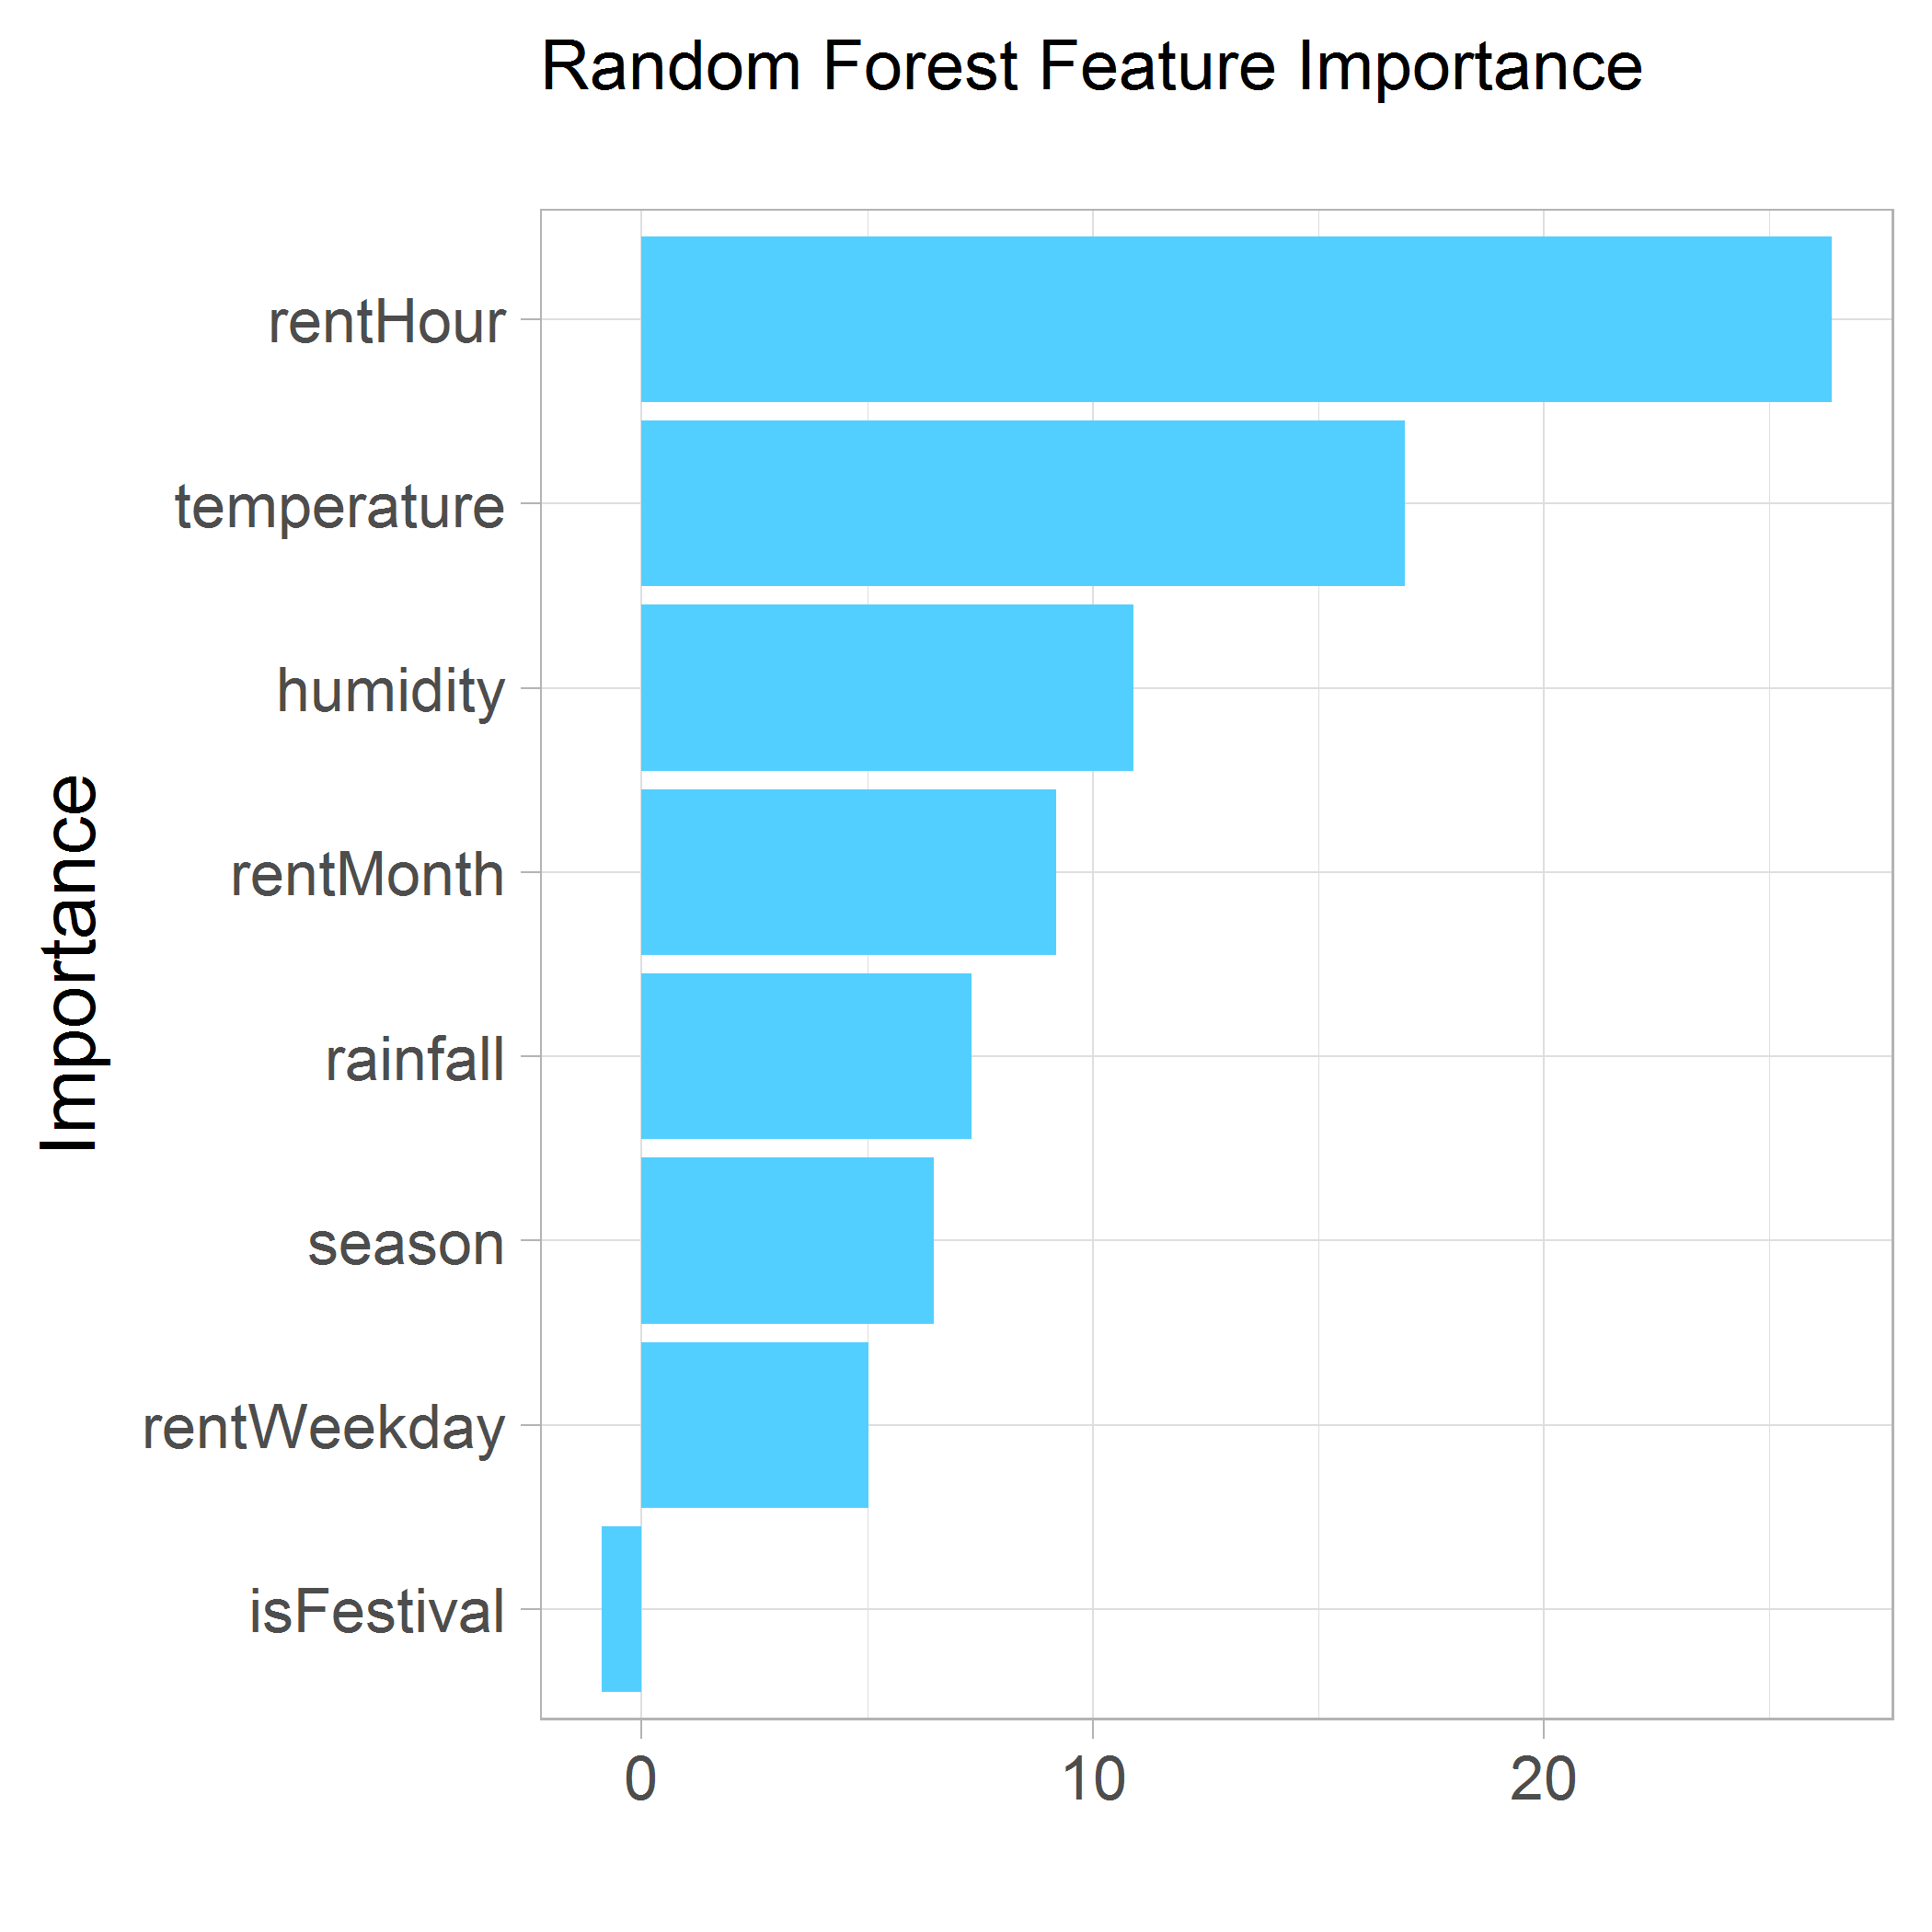 Random Forest Feature Importance
Importance
rentHour
temperature
humidity
rentMonth
rainfall
season
rentWeekday
isFestival
0 10 20